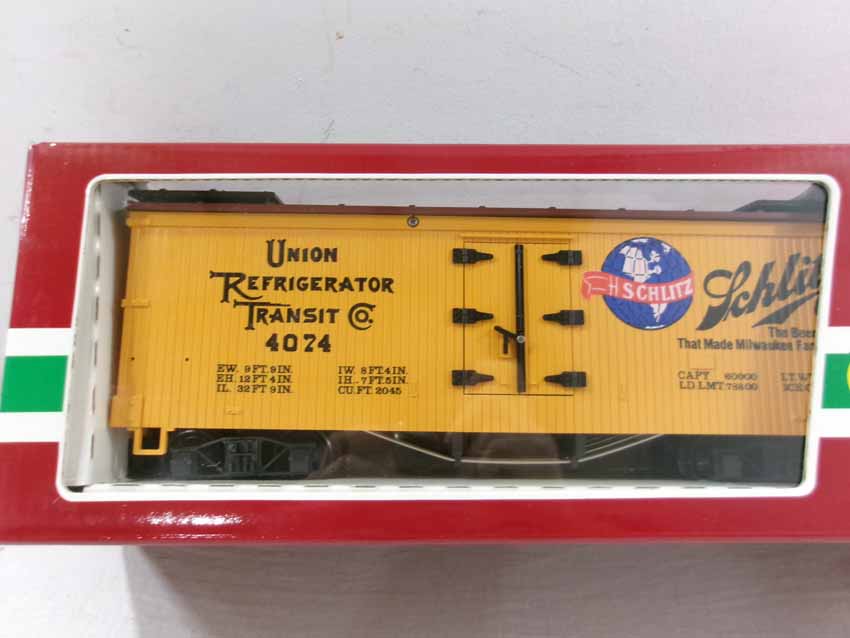 UNION
REFRIGERATOR
TRANSIT CO.
4074
EW. 9 FT. 9 IN. IW. 8 FT. 4 IN.
EH. 12 FT 4 IN. IH. 7 FT. 5 IN.
IL. 32 FT 9 IN. CU. FT. 2045
SCHLITZ
Schlit
The Beer
That Made Milwaukee Fa
CAPY 60000 LT. W
LD. LMT. 78800 ICE C